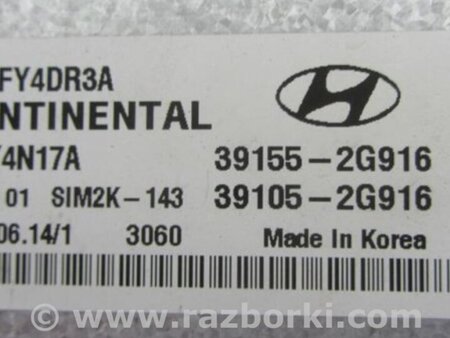 FY4DR3A
NTINENTAL
4N17A 39155-2G916
01 SIM2K-143 39105-2G916
06.14/1 3060 Made In Korea
www.razborki.com